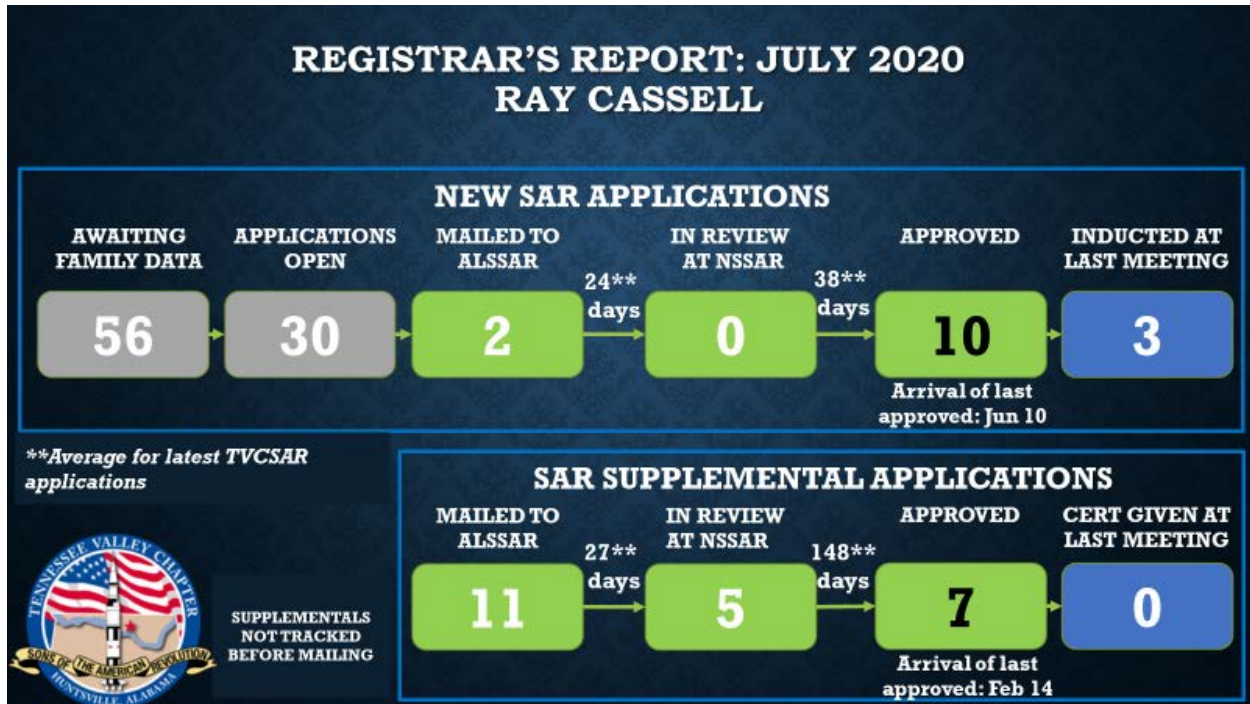 REGISTRAR'S REPORT: JULY 2020
RAY CASSELL
NEW SAR APPLICATIONS
AWAITING
FAMILY DATA
56
APPLICATIONS
OPEN
30
MAILED TO
ALSSAR
2
24**
days
IN REVIEW
AT NSSAR
0
38**
days
APPROVED
10
Arrival of last
approved: Jun 10
INDUCTED AT
LAST MEETING
3
**Average for latest TVCSAR
applications
SAR SUPPLEMENTAL APPLICATIONS
MAILED TO
ALSSAR
11
27**
days
IN REVIEW
AT NSSAR
5
148**
days
APPROVED
7
Arrival of last
approved: Feb 14
CERT GIVEN AT
LAST MEETING
0
TENNESSEE VALLEY CHAPTER
SONS OF THE AMERICAN REVOLUTION
HUNTSVILLE, ALABAMA
SUPPLEMENTALS
NOT TRACKED
BEFORE MAILING